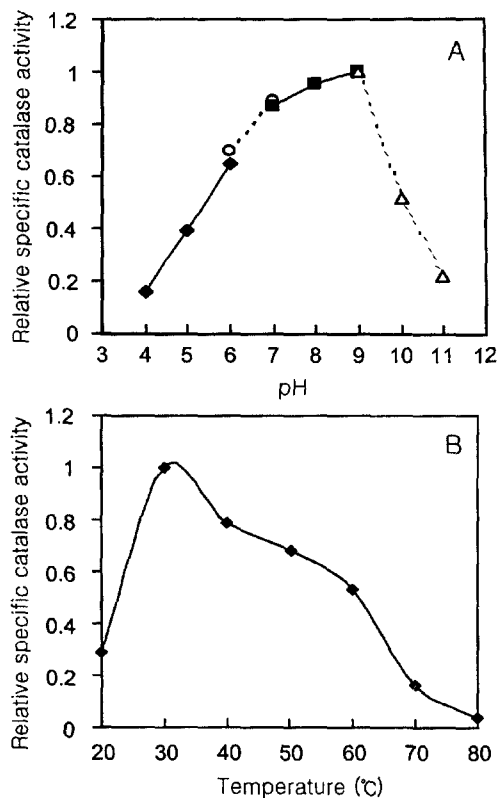 Relative specific catalase activity
1.2
1
0.8
0.6
0.4
0.2
0
A
3 4 5 6 7 8 9 10 11 12
pH
Relative specific catalase activity
1.2
1
0.8
0.6
0.4
0.2
0
B
20 30 40 50 60 70 80
Temperature (℃)